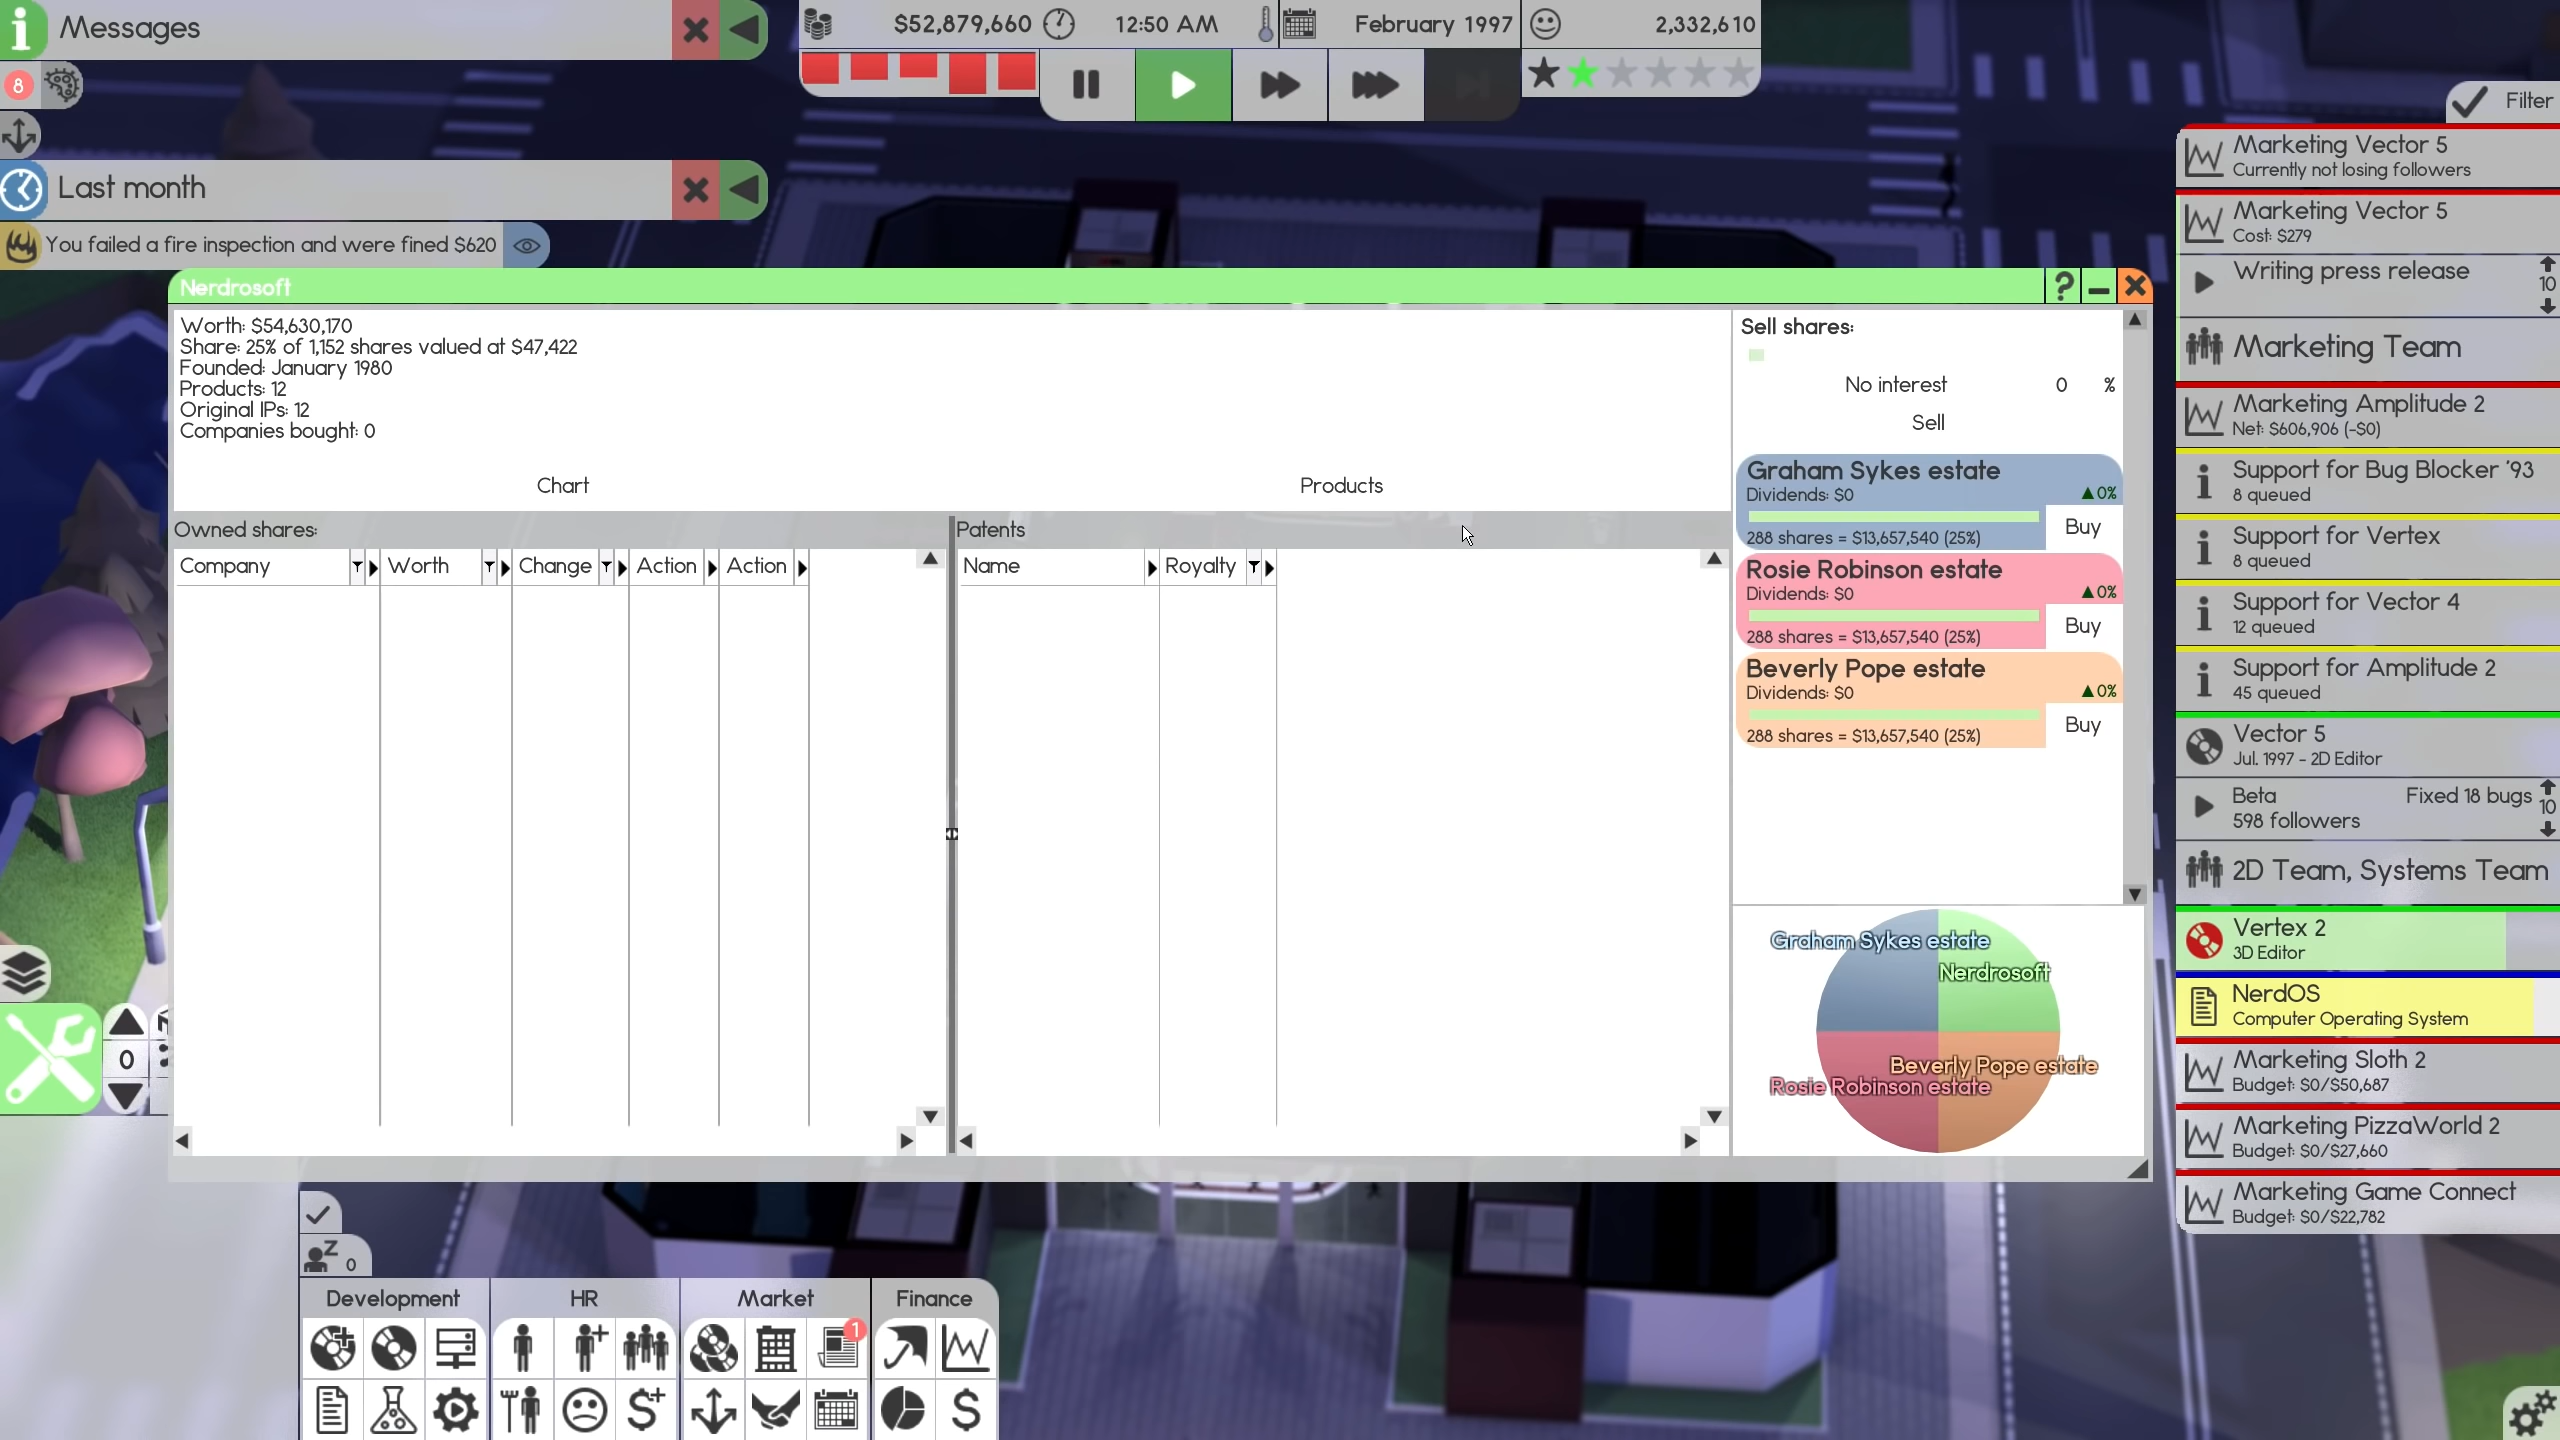 Messages
$52,879,660
12:50 AM
February 1997
2,332,610
8
Filter
Last month
You failed a fire inspection and were fined $620
Nerdrosoft
?
Worth: $54,630,170
Share: 25% of 1,152 shares valued at $47,422
Founded: January 1980
Products: 12
Original IPs: 12
Companies bought: 0
Chart
Products
Owned shares:
Company
Worth
Change
Action
Action
Patents
Name
Royalty
Sell shares:
No interest
0 %
Sell
Graham Sykes estate
Dividends: $0
▲0%
288 shares = $13,657,540 (25%)
Buy
Rosie Robinson estate
Dividends: $0
▲0%
288 shares = $13,657,540 (25%)
Buy
Beverly Pope estate
Dividends: $0
▲0%
288 shares = $13,657,540 (25%)
Buy
Graham Sykes estate
Nerdrosoft
Beverly Pope estate
Rosie Robinson estate
Marketing Vector 5
Currently not losing followers
Marketing Vector 5
Cost: $279
Writing press release
10
Marketing Team
Marketing Amplitude 2
Net: $606,906 (-$0)
Support for Bug Blocker '93
8 queued
Support for Vertex
8 queued
Support for Vector 4
12 queued
Support for Amplitude 2
45 queued
Vector 5
Jul. 1997 - 2D Editor
Beta
Fixed 18 bugs
598 followers
10
2D Team, Systems Team
Vertex 2
3D Editor
NerdOS
Computer Operating System
Marketing Sloth 2
Budget: $0/$50,687
Marketing PizzaWorld 2
Budget: $0/$27,660
Marketing Game Connect
Budget: $0/$22,782
0
Z
0
Development
HR
Market
Finance
1